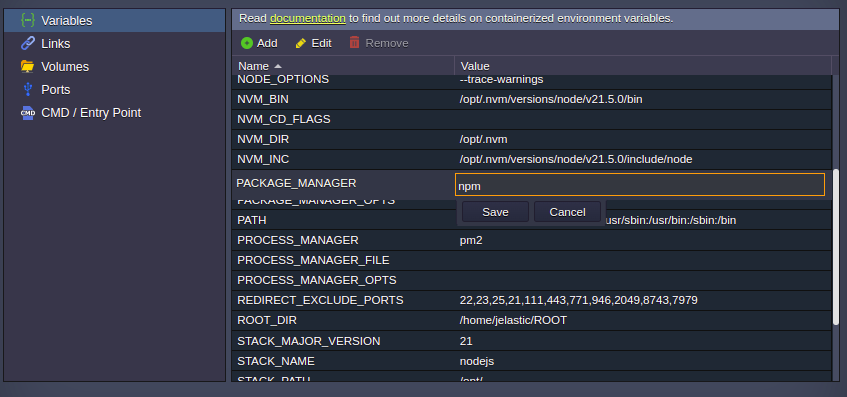 Variables
Links
Volumes
Ports
CMD CMD / Entry Point
Read documentation to find out more details on containerized environment variables.
Add Edit Remove
Name Value
NODE_OPTIONS --trace-warnings
NVM_BIN /opt/.nvm/versions/node/v21.5.0/bin
NVM_CD_FLAGS
NVM_DIR /opt/.nvm
NVM_INC /opt/.nvm/versions/node/v21.5.0/include/node
PACKAGE_MANAGER npm
PACKAGE_MANAGER_OPTS
Save Cancel
PATH usr/sbin:/usr/bin:/sbin:/bin
PROCESS_MANAGER pm2
PROCESS_MANAGER_FILE
PROCESS_MANAGER_OPTS
REDIRECT_EXCLUDE_PORTS 22,23,25,21,111,443,771,946,2049,8743,7979
ROOT_DIR /home/jelastic/ROOT
STACK_MAJOR_VERSION 21
STACK_NAME nodejs
STACK_PATH /opt/